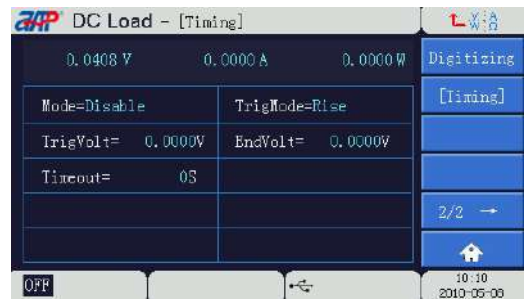 ZAP DC Load - [Timing]
0.0408 V 0.0000 A 0.0000 W
Digitizing
Mode=Disable TrigMode=Rise
[Timing]
TrigVolt= 0.0000V EndVolt= 0.0000V
Timeout= 0S
2/2 →
OFF
10:10
2010-05-08